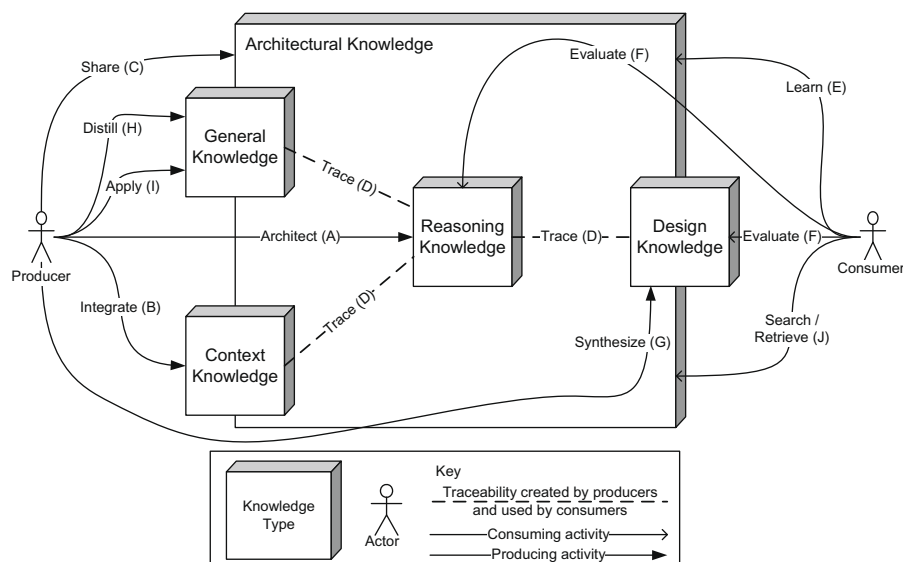 Architectural Knowledge
Share (C)
Evaluate (F)
Learn (E)
Distill (H)
General
Knowledge
Trace (D)
Apply (I)
Reasoning
Knowledge
Design
Knowledge
Architect (A)
Trace (D)
Evaluate (F)
Producer
Consumer
Integrate (B)
Trace (D)
Context
Knowledge
Synthesize (G)
Search /
Retrieve (J)
Key
Knowledge
Type
Actor
Traceability created by producers
and used by consumers
Consuming activity
Producing activity